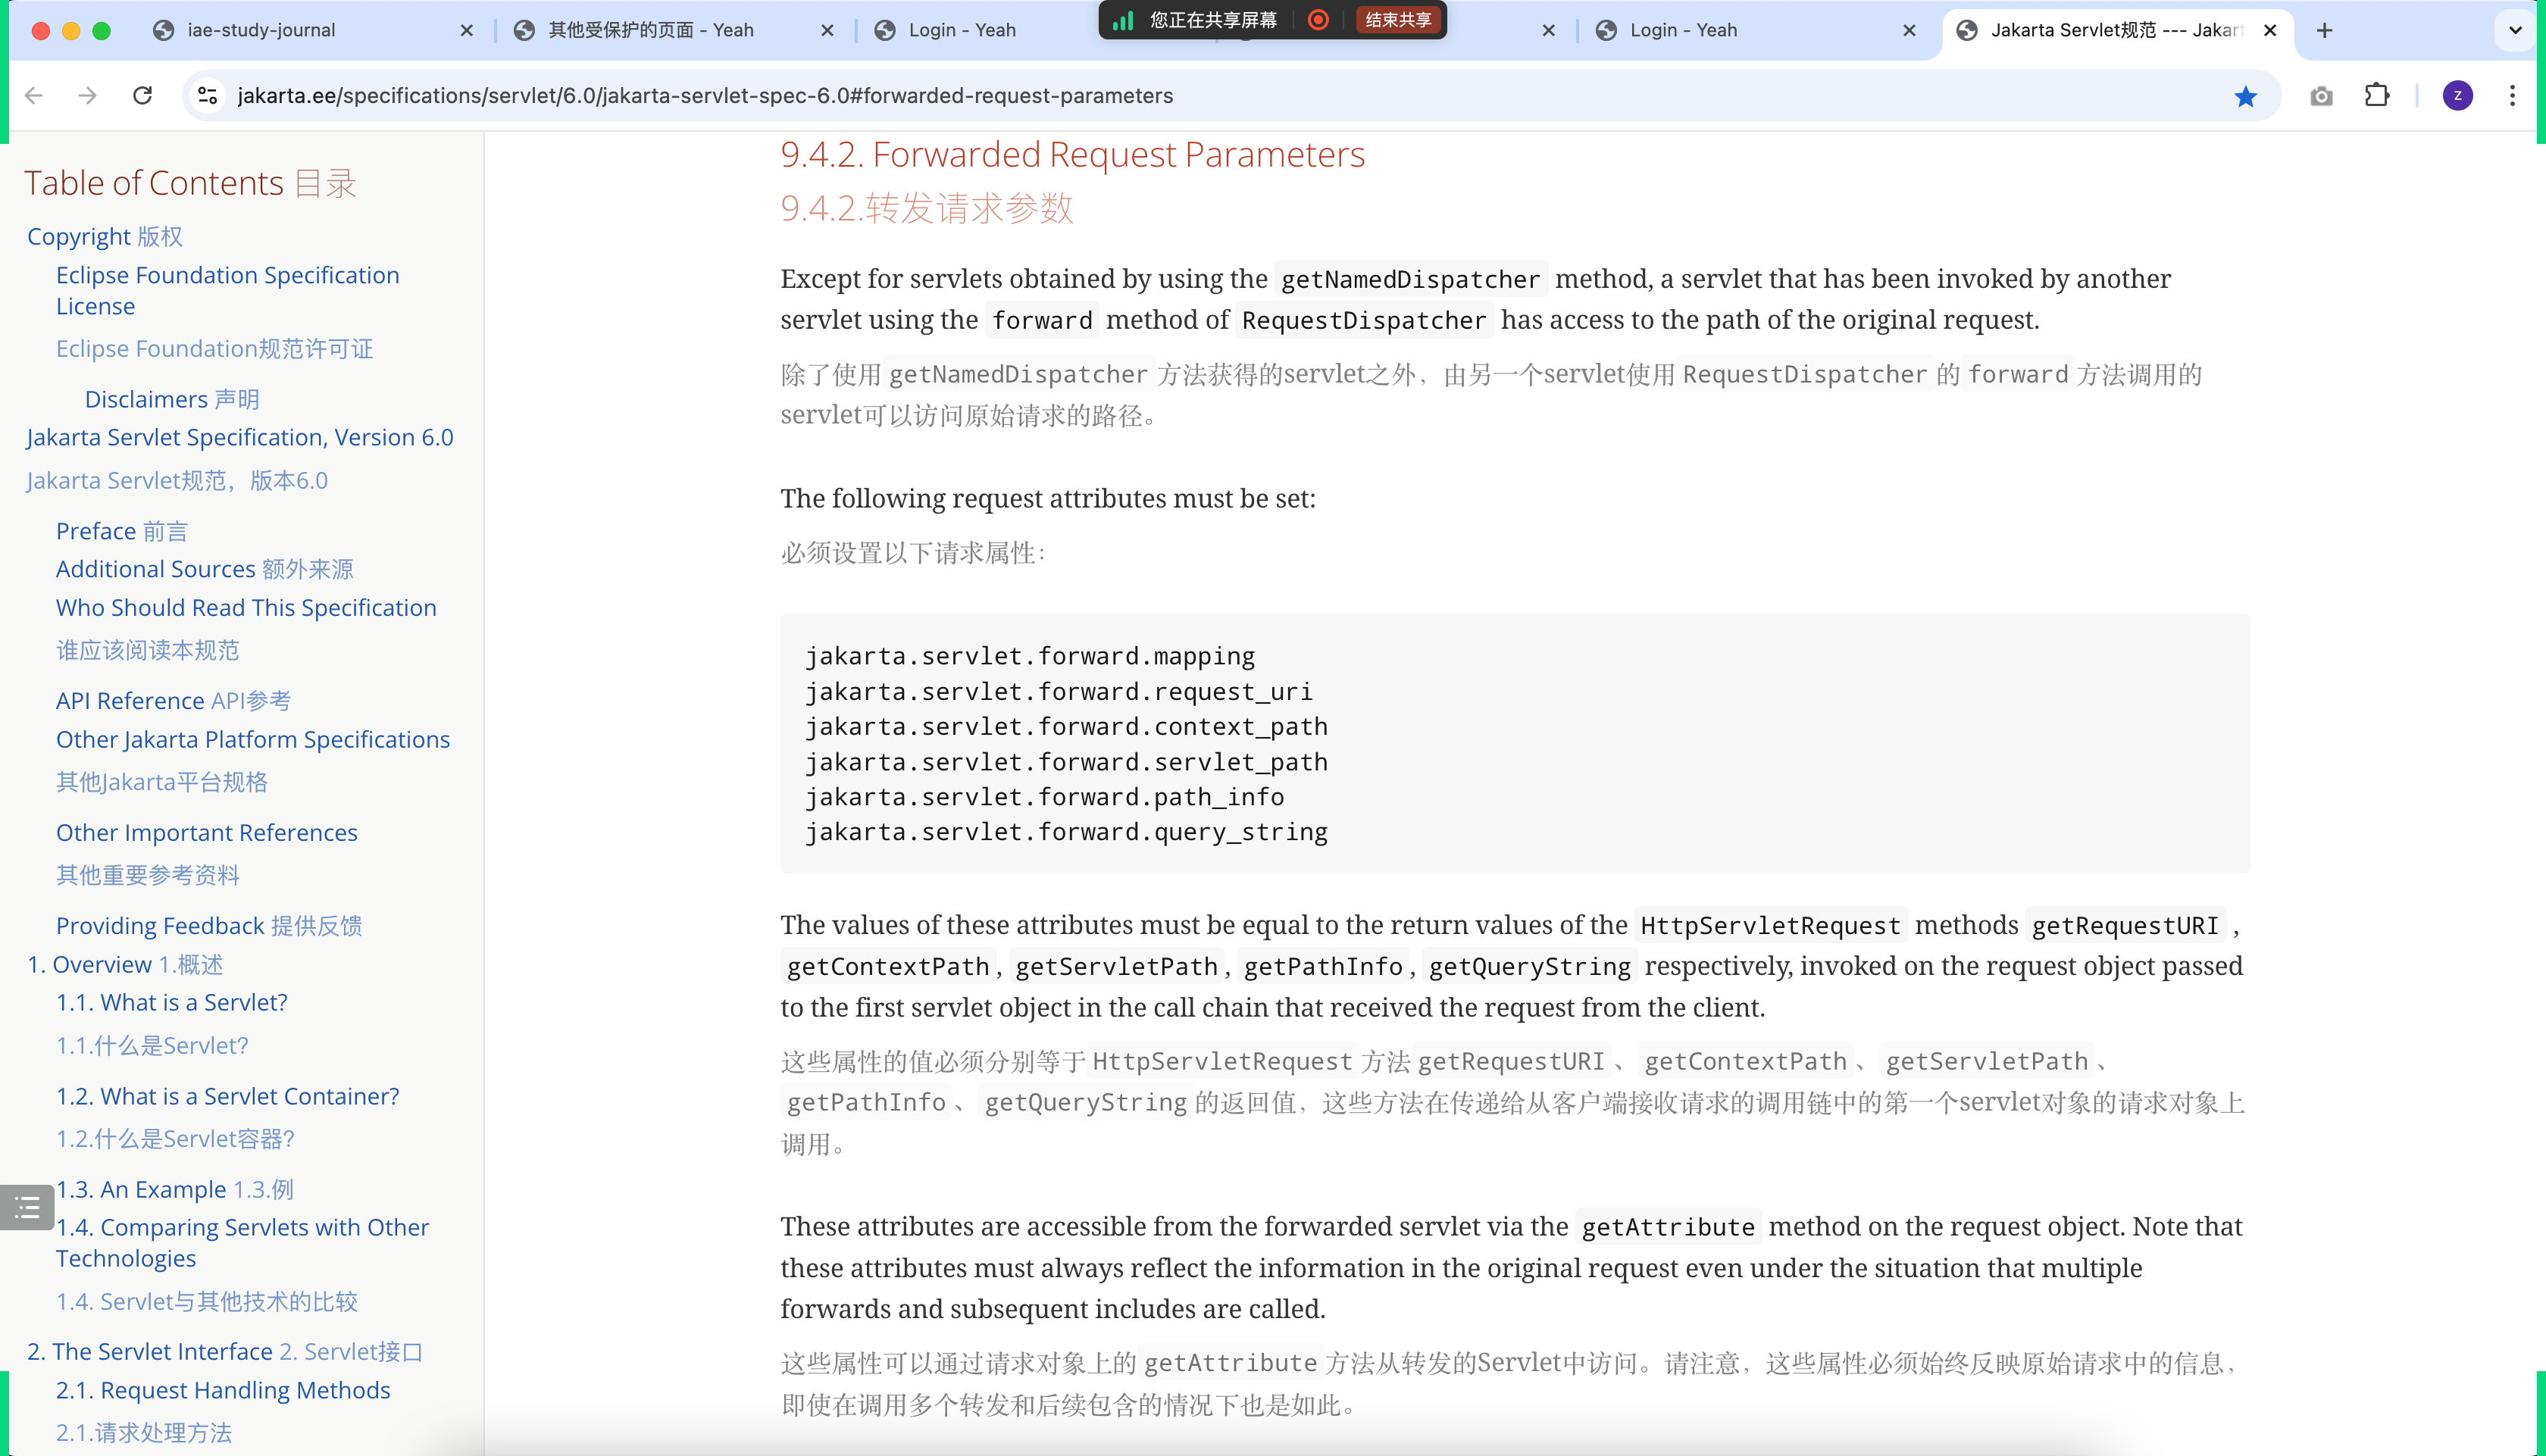 iae-study-journal
其他受保护的页面 - Yeah
Login - Yeah
您正在共享屏幕
结束共享
Login - Yeah
Jakarta Servlet规范 --- Jakar
jakarta.ee/specifications/servlet/6.0/jakarta-servlet-spec-6.0#forwarded-request-parameters
z
Table of Contents 目录
Copyright 版权
Eclipse Foundation Specification
License
Eclipse Foundation规范许可证
Disclaimers 声明
Jakarta Servlet Specification, Version 6.0
Jakarta Servlet规范，版本6.0
Preface 前言
Additional Sources 额外来源
Who Should Read This Specification
谁应该阅读本规范
API Reference API参考
Other Jakarta Platform Specifications
其他Jakarta平台规格
Other Important References
其他重要参考资料
Providing Feedback 提供反馈
1. Overview 1.概述
1.1. What is a Servlet?
1.1.什么是Servlet?
1.2. What is a Servlet Container?
1.2.什么是Servlet容器?
1.3. An Example 1.3.例
1.4. Comparing Servlets with Other
Technologies
1.4. Servlet与其他技术的比较
2. The Servlet Interface 2. Servlet接口
2.1. Request Handling Methods
2.1.请求处理方法
9.4.2. Forwarded Request Parameters
9.4.2.转发请求参数
Except for servlets obtained by using the getNamedDispatcher method, a servlet that has been invoked by another
servlet using the forward method of RequestDispatcher has access to the path of the original request.
除了使用 getNamedDispatcher 方法获得的servlet之外，由另一个servlet使用 RequestDispatcher 的 forward 方法调用的
servlet可以访问原始请求的路径。
The following request attributes must be set:
必须设置以下请求属性：
jakarta.servlet.forward.mapping
jakarta.servlet.forward.request_uri
jakarta.servlet.forward.context_path
jakarta.servlet.forward.servlet_path
jakarta.servlet.forward.path_info
jakarta.servlet.forward.query_string
The values of these attributes must be equal to the return values of the HttpServletRequest methods getRequestURI ,
getContextPath , getServletPath , getPathInfo , getQueryString respectively, invoked on the request object passed
to the first servlet object in the call chain that received the request from the client.
这些属性的值必须分别等于 HttpServletRequest 方法 getRequestURI 、 getContextPath 、 getServletPath 、
getPathInfo 、 getQueryString 的返回值，这些方法在传递给从客户端接收请求的调用链中的第一个servlet对象的请求对象上
调用。
These attributes are accessible from the forwarded servlet via the getAttribute method on the request object. Note that
these attributes must always reflect the information in the original request even under the situation that multiple
forwards and subsequent includes are called.
这些属性可以通过请求对象上的 getAttribute 方法从转发的Servlet中访问。请注意，这些属性必须始终反映原始请求中的信息，
即使在调用多个转发和后续包含的情况下也是如此。